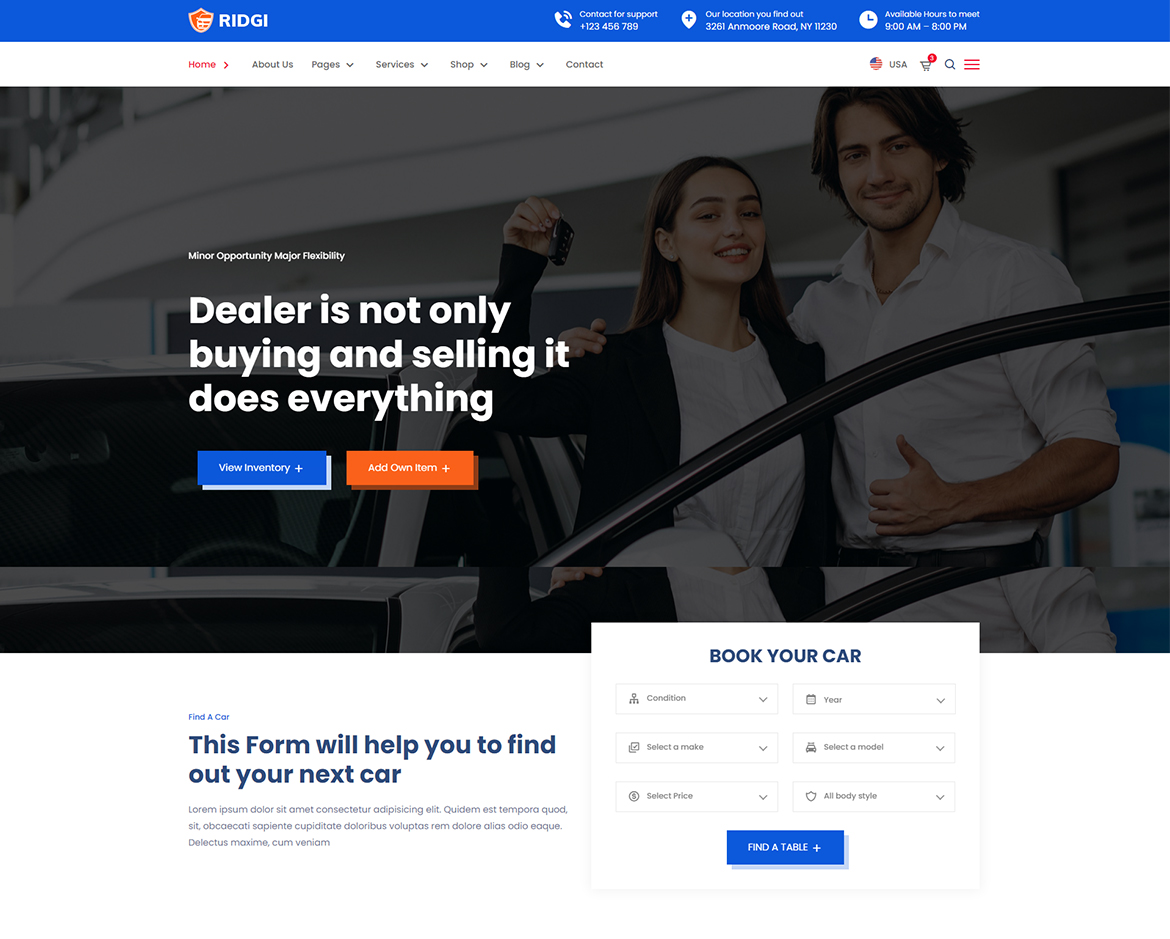 RIDGI
Contact for support
+123 456 789
Our location you find out
3261 Anmoore Road, NY 11230
Available Hours to meet
9:00 AM – 8:00 PM
Home
About Us
Pages
Services
Shop
Blog
Contact
USA
3
Minor Opportunity Major Flexibility
Dealer is not only
buying and selling it
does everything
View Inventory +
Add Own Item +
BOOK YOUR CAR
Condition
Year
Select a make
Select a model
Select Price
All body style
FIND A TABLE +
Find A Car
This Form will help you to find
out your next car
Lorem ipsum dolor sit amet consectetur adipisicing elit. Quidem est tempora quod,
sit, obcaecati sapiente cupiditate doloribus voluptas rem dolore alias odio eaque.
Delectus maxime, cum veniam